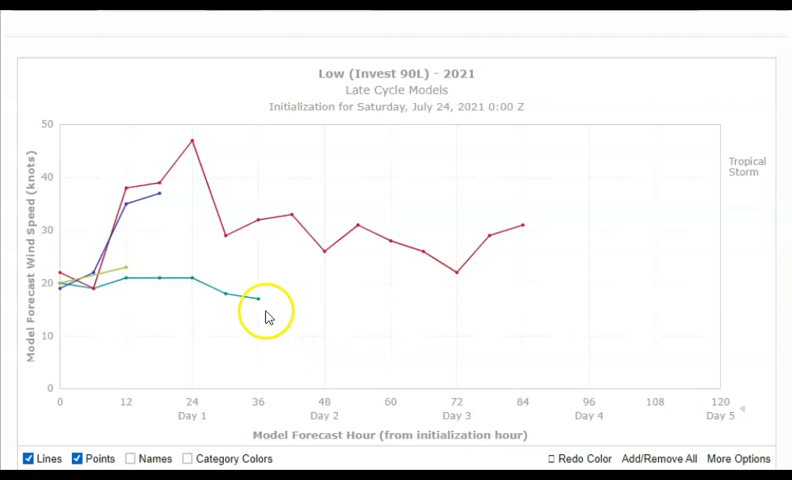 Low (Invest 90L) - 2021
Late Cycle Models
Initialization for Saturday, July 24, 2021 0:00 Z
Model Forecast Wind Speed (knots)
50
40
30
20
10
0
Tropical
Storm
0 12 24 36 48 60 72 84 96 108 120
Day 1 Day 2 Day 3 Day 4 Day 5
Model Forecast Hour (from initialization hour)
Lines Points Names Category Colors Redo Color Add/Remove All More Options